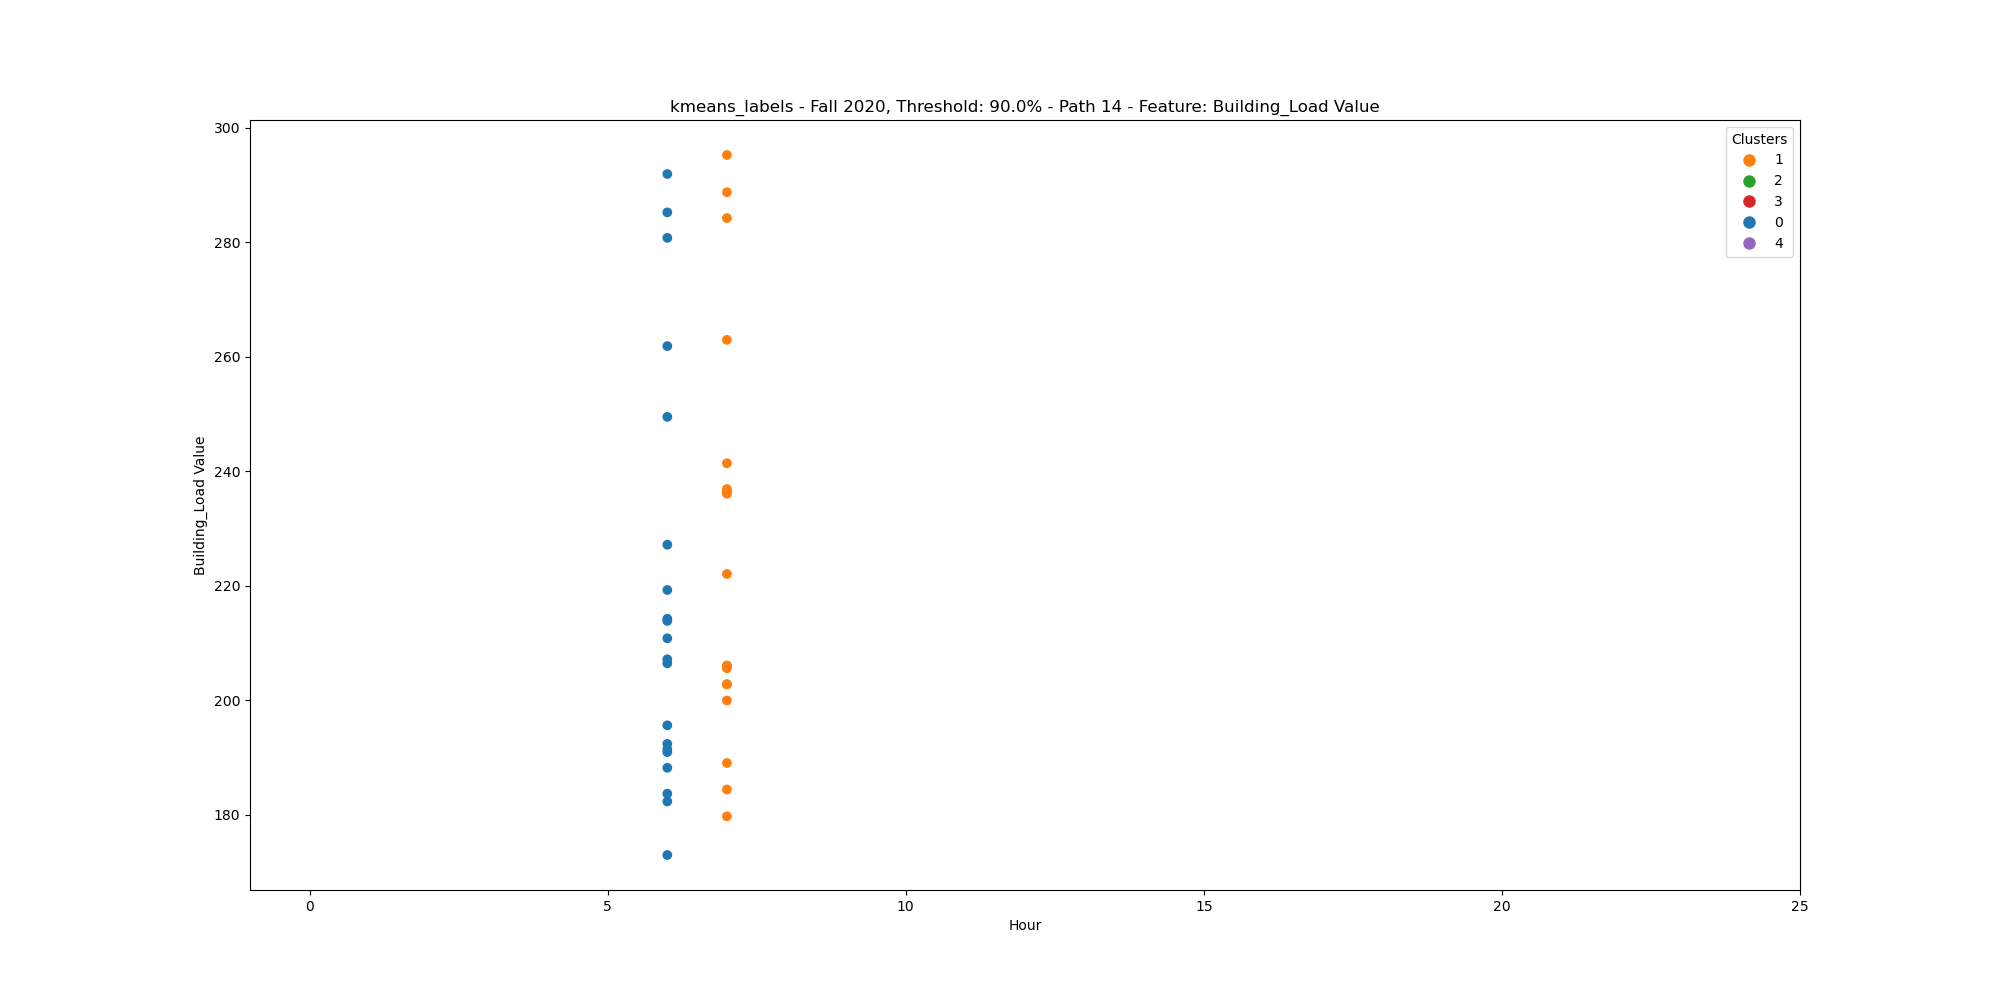 kmeans_labels - Fall 2020, Threshold: 90.0% - Path 14 - Feature: Building_Load Value
300
280
260
240
220
200
180
Building_Load Value
Clusters
1
2
3
0
4
0 5 10 15 20 25
Hour